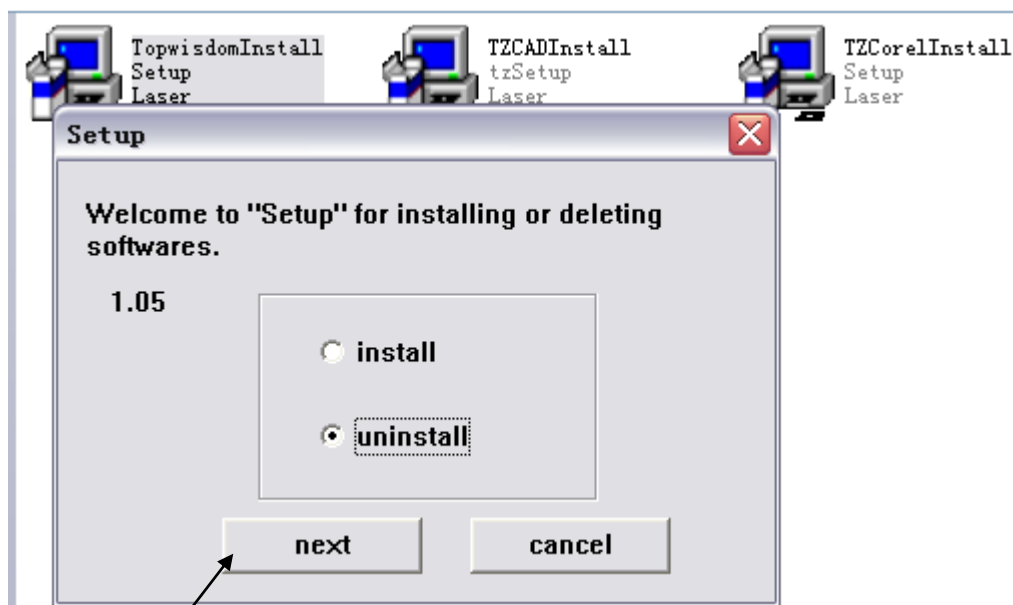 TopwisdomInstall
Setup
Laser
TZCADInstall
tzSetup
Laser
TZCorelInstall
Setup
Laser
Setup
Welcome to "Setup" for installing or deleting
softwares.
1.05
install
uninstall
next
cancel